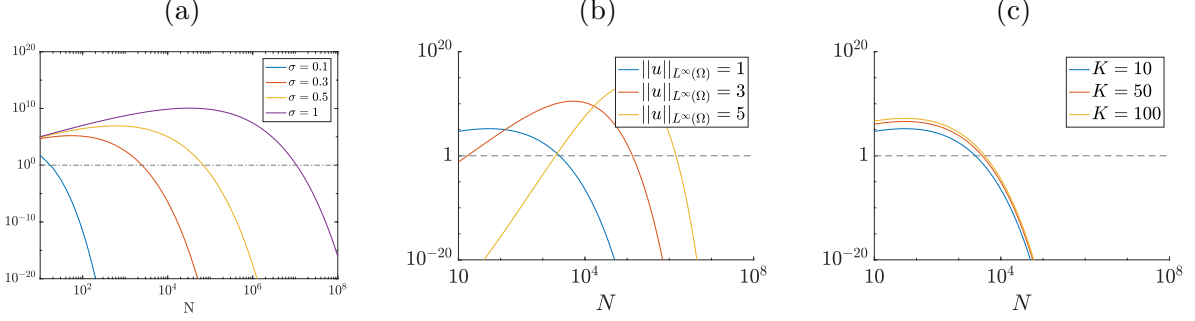 (a)
10^20
10^10
10^0
10^-10
10^-20
10^2
10^4
10^6
10^8
N
σ = 0.1
σ = 0.3
σ = 0.5
σ = 1
(b)
10^20
1
10^-20
10
10^4
10^8
N
||u||_{L^∞(Ω)} = 1
||u||_{L^∞(Ω)} = 3
||u||_{L^∞(Ω)} = 5
(c)
10^20
1
10^-20
10
10^4
10^8
N
K = 10
K = 50
K = 100